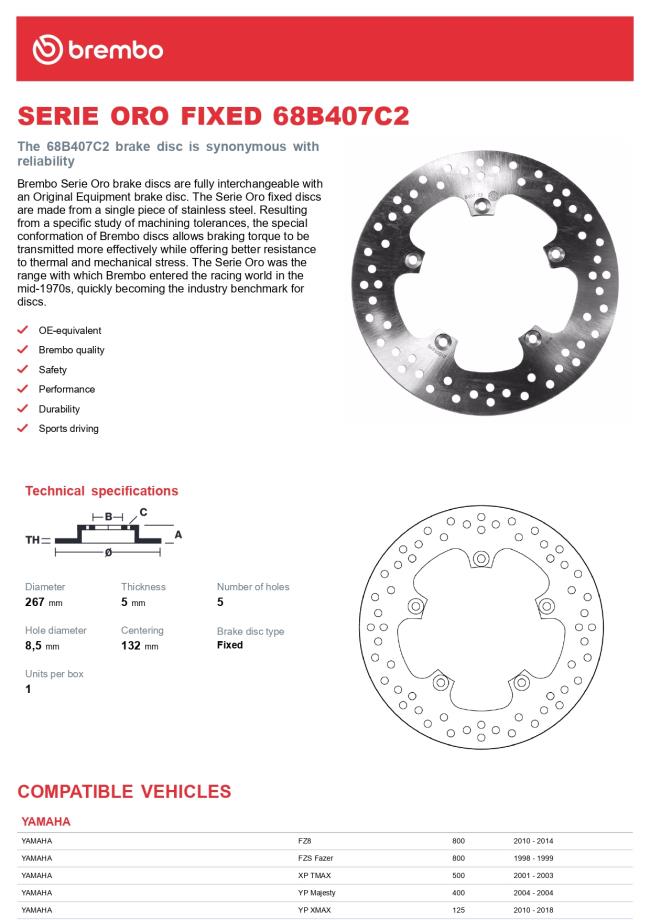 brembo
SERIE ORO FIXED 68B407C2
The 68B407C2 brake disc is synonymous with
reliability
Brembo Serie Oro brake discs are fully interchangeable with
an Original Equipment brake disc. The Serie Oro fixed discs
are made from a single piece of stainless steel. Resulting
from a specific study of machining tolerances, the special
conformation of Brembo discs allows braking torque to be
transmitted more effectively while offering better resistance
to thermal and mechanical stress. The Serie Oro was the
range with which Brembo entered the racing world in the
mid-1970s, quickly becoming the industry benchmark for
discs.
OE-equivalent
Brembo quality
Safety
Performance
Durability
Sports driving
Technical specifications
B
C
A
TH
Ø
Diameter Thickness Number of holes
267 mm 5 mm 5
Hole diameter Centering Brake disc type
8,5 mm 132 mm Fixed
Units per box
1
COMPATIBLE VEHICLES
YAMAHA
YAMAHA FZ8 800 2010 - 2014
YAMAHA FZS Fazer 800 1998 - 1999
YAMAHA XP TMAX 500 2001 - 2003
YAMAHA YP Majesty 400 2004 - 2004
YAMAHA YP XMAX 125 2010 - 2018